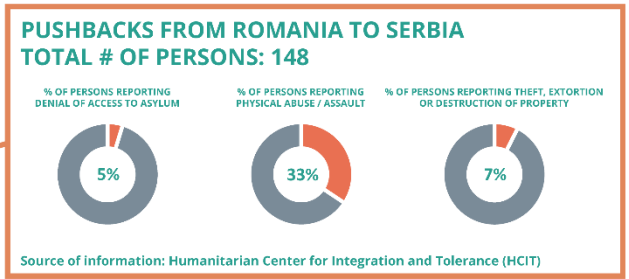 PUSHBACKS FROM ROMANIA TO SERBIA
TOTAL # OF PERSONS: 148
% OF PERSONS REPORTING
DENIAL OF ACCESS TO ASYLUM
% OF PERSONS REPORTING
PHYSICAL ABUSE / ASSAULT
% OF PERSONS REPORTING THEFT, EXTORTION
OR DESTRUCTION OF PROPERTY
5%
33%
7%
Source of information: Humanitarian Center for Integration and Tolerance (HCIT)